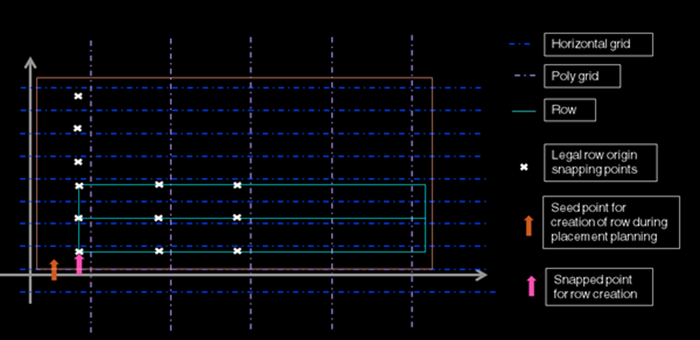 Horizontal grid
Poly grid
Row
Legal row origin
snapping points
Seed point for
creation of row during
placement planning
Snapped point
for row creation